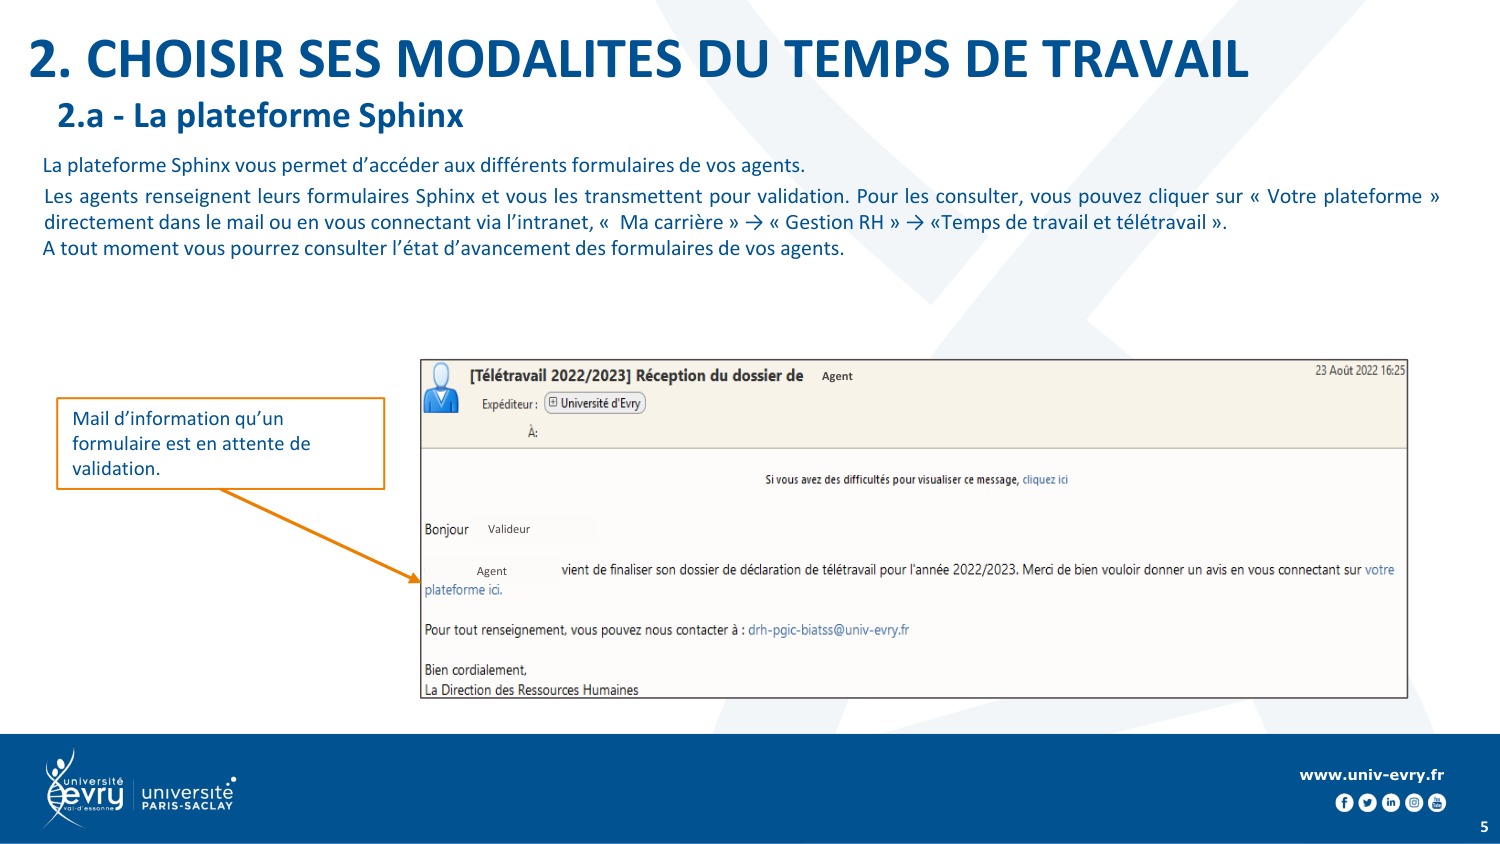 2. CHOISIR SES MODALITES DU TEMPS DE TRAVAIL
2.a - La plateforme Sphinx
La plateforme Sphinx vous permet d’accéder aux différents formulaires de vos agents.
Les agents renseignent leurs formulaires Sphinx et vous les transmettent pour validation. Pour les consulter, vous pouvez cliquer sur « Votre plateforme »
directement dans le mail ou en vous connectant via l’intranet, « Ma carrière » → « Gestion RH » → «Temps de travail et télétravail ».
A tout moment vous pourrez consulter l’état d’avancement des formulaires de vos agents.
Mail d’information qu’un
formulaire est en attente de
validation.
[Télétravail 2022/2023] Réception du dossier de Agent
23 Août 2022 16:25
Expéditeur : Université d'Evry
À:
Si vous avez des difficultés pour visualiser ce message, cliquez ici
Bonjour Valideur
Agent vient de finaliser son dossier de déclaration de télétravail pour l'année 2022/2023. Merci de bien vouloir donner un avis en vous connectant sur votre
plateforme ici.
Pour tout renseignement, vous pouvez nous contacter à : drh-pgic-biatss@univ-evry.fr
Bien cordialement,
La Direction des Ressources Humaines
université
evry
val-d'essonne
université
PARIS-SACLAY
www.univ-evry.fr
5